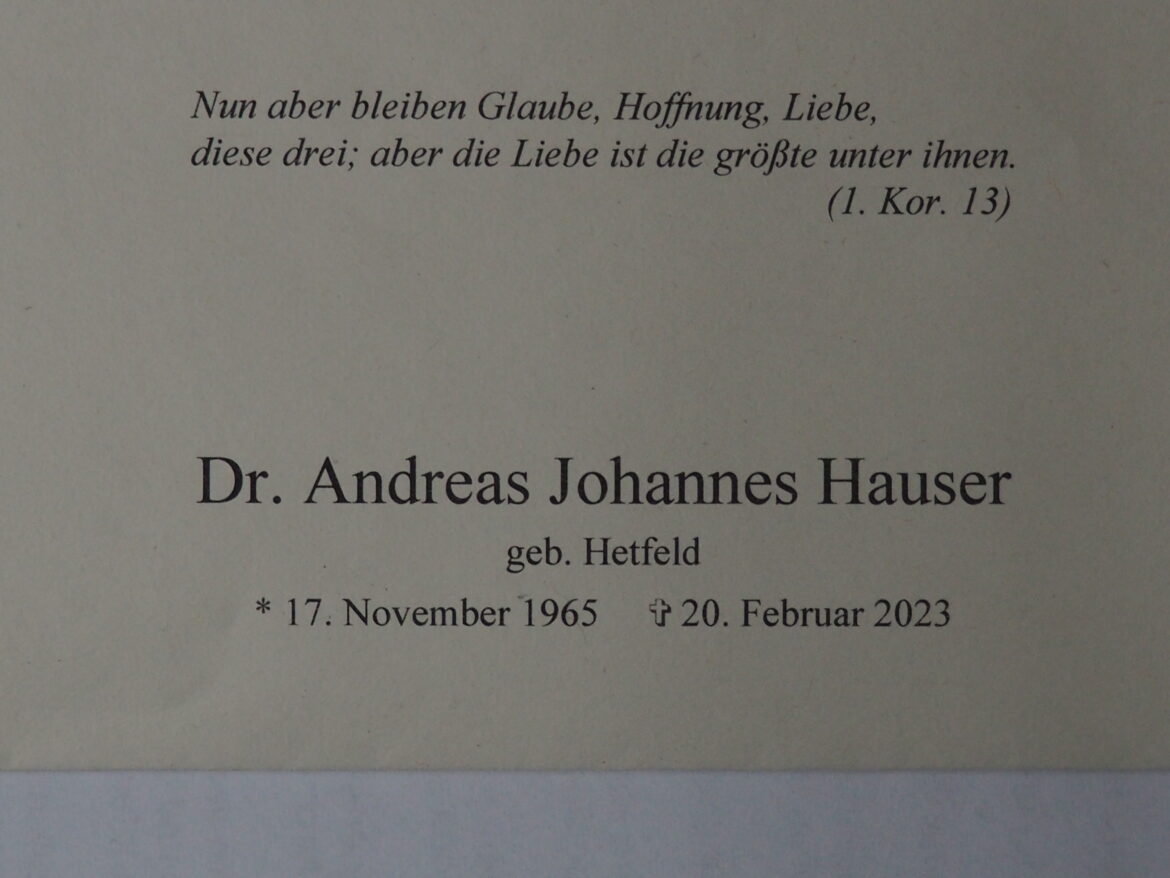 Nun aber bleiben Glaube, Hoffnung, Liebe,
diese drei; aber die Liebe ist die größte unter ihnen.
(1. Kor. 13)
Dr. Andreas Johannes Hauser
geb. Hetfeld
* 17. November 1965 ✞ 20. Februar 2023